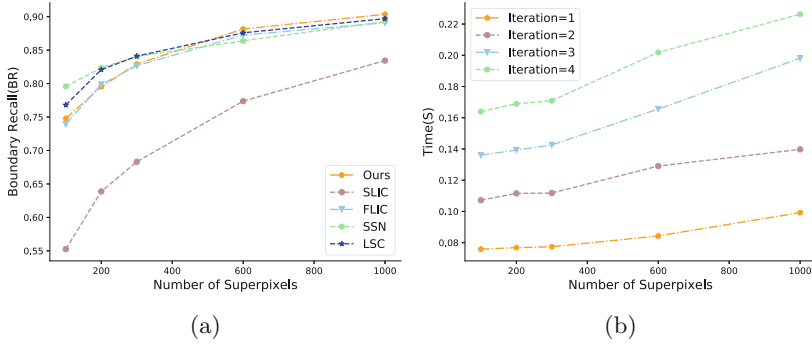 0.90
0.85
0.80
0.75
0.70
0.65
0.60
0.55
Boundary Recall(BR)
200
400
600
800
1000
Number of Superpixels
Ours
SLIC
FLIC
SSN
LSC
(a)
0.22
0.20
0.18
0.16
0.14
0.12
0.10
0.08
Time(S)
200
400
600
800
1000
Number of Superpixels
Iteration=1
Iteration=2
Iteration=3
Iteration=4
(b)